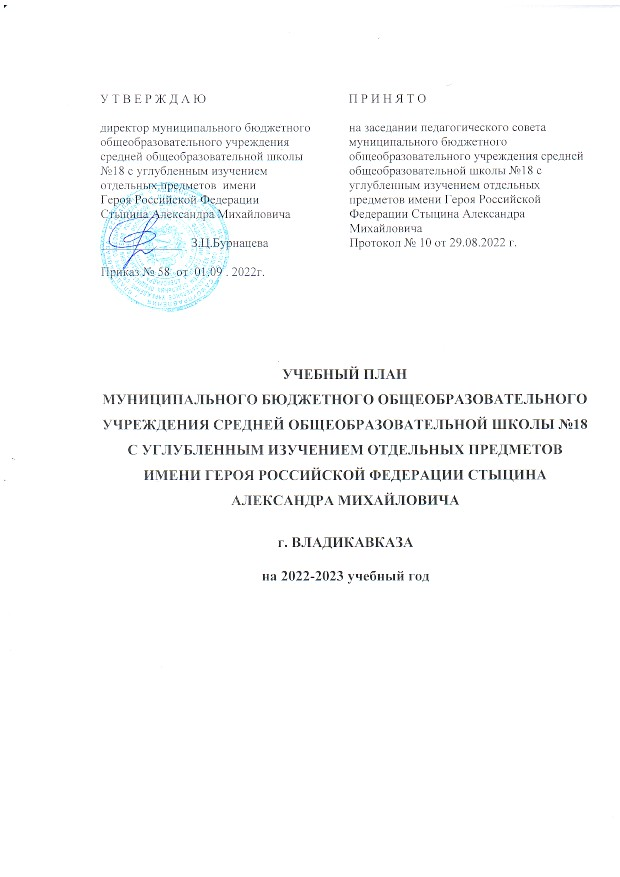 У Т В Е Р Ж Д А Ю
директор муниципального бюджетного
общеобразовательного учреждения
средней общеобразовательной школы
№18 с углубленным изучением
отдельных предметов имени
Героя Российской Федерации
Стыцина Александра Михайловича
З.Ц.Бурнацева
Приказ № 58 от 01.09 . 2022г.
П Р И Н Я Т О
на заседании педагогического совета
муниципального бюджетного
общеобразовательного учреждения средней
общеобразовательной школы №18 с
углубленным изучением отдельных
предметов имени Героя Российской
Федерации Стыцина Александра
Михайловича
Протокол № 10 от 29.08.2022 г.
УЧЕБНЫЙ ПЛАН
МУНИЦИПАЛЬНОГО БЮДЖЕТНОГО ОБЩЕОБРАЗОВАТЕЛЬНОГО
УЧРЕЖДЕНИЯ СРЕДНЕЙ ОБЩЕОБРАЗОВАТЕЛЬНОЙ ШКОЛЫ №18
С УГЛУБЛЕННЫМ ИЗУЧЕНИЕМ ОТДЕЛЬНЫХ ПРЕДМЕТОВ
ИМЕНИ ГЕРОЯ РОССИЙСКОЙ ФЕДЕРАЦИИ СТЫЦИНА
АЛЕКСАНДРА МИХАЙЛОВИЧА
г. ВЛАДИКАВКАЗА
на 2022-2023 учебный год